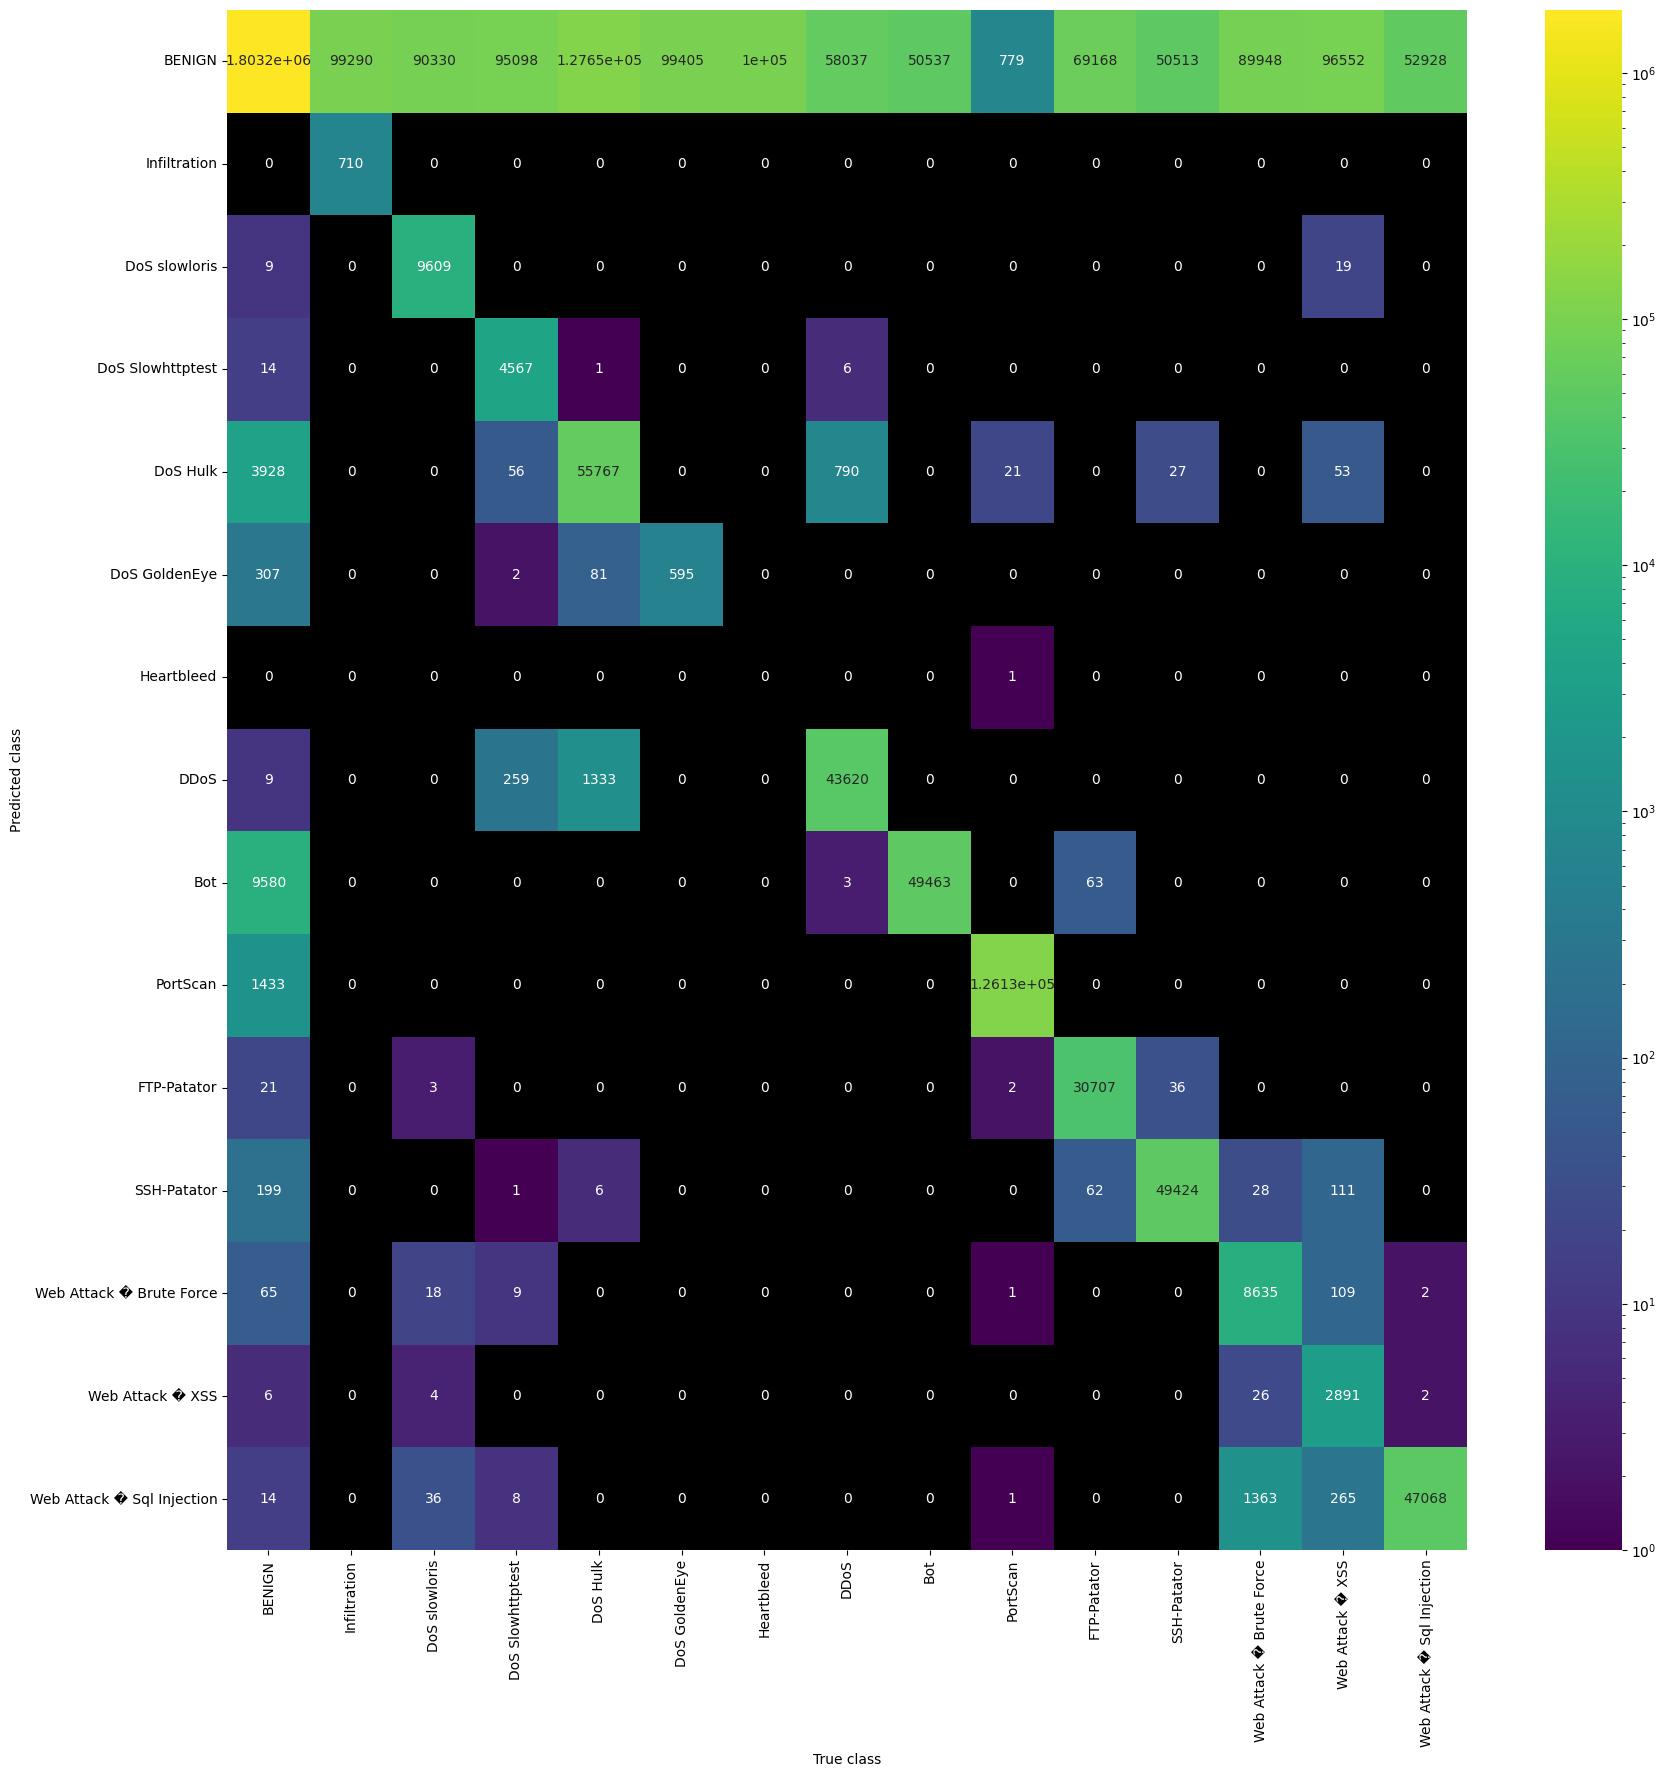 BENIGN 1.8032e+06 99290 90330 95098 1.2765e+05 99405 1e+05 58037 50537 779 69168 50513 89948 96552 52928
Infiltration 0 710 0 0 0 0 0 0 0 0 0 0 0 0 0
DoS slowloris 9 0 9609 0 0 0 0 0 0 0 0 0 0 19 0
DoS Slowhttptest 14 0 0 4567 1 0 0 6 0 0 0 0 0 0 0
DoS Hulk 3928 0 0 56 55767 0 0 790 0 21 0 27 0 53 0
DoS GoldenEye 307 0 0 2 81 595 0 0 0 0 0 0 0 0 0
Heartbleed 0 0 0 0 0 0 0 0 0 1 0 0 0 0 0
DDoS 9 0 0 259 1333 0 0 43620 0 0 0 0 0 0 0
Bot 9580 0 0 0 0 0 0 3 49463 0 63 0 0 0 0
PortScan 1433 0 0 0 0 0 0 0 0 1.2613e+05 0 0 0 0 0
FTP-Patator 21 0 3 0 0 0 0 0 0 2 30707 36 0 0 0
SSH-Patator 199 0 0 1 6 0 0 0 0 0 62 49424 28 111 0
Web Attack � Brute Force 65 0 18 9 0 0 0 0 0 1 0 0 8635 109 2
Web Attack � XSS 6 0 4 0 0 0 0 0 0 0 0 0 26 2891 2
Web Attack � Sql Injection 14 0 36 8 0 0 0 0 0 1 0 0 1363 265 47068
Predicted class
BENIGN
Infiltration
DoS slowloris
DoS Slowhttptest
DoS Hulk
DoS GoldenEye
Heartbleed
DDoS
Bot
PortScan
FTP-Patator
SSH-Patator
Web Attack � Brute Force
Web Attack � XSS
Web Attack � Sql Injection
True class
10^6
10^5
10^4
10^3
10^2
10^1
10^0